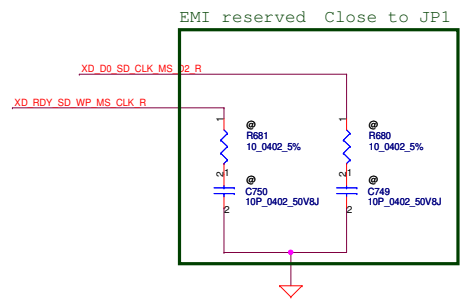 EMI reserved Close to JP1
XD_D0_SD_CLK_MS_D2_R
XD_RDY_SD_WP_MS_CLK_R
1
@
R681
10_0402_5%
1
@
R680
10_0402_5%
2
1
@
C750
10P_0402_50V8J
2
2
1
@
C749
10P_0402_50V8J
2